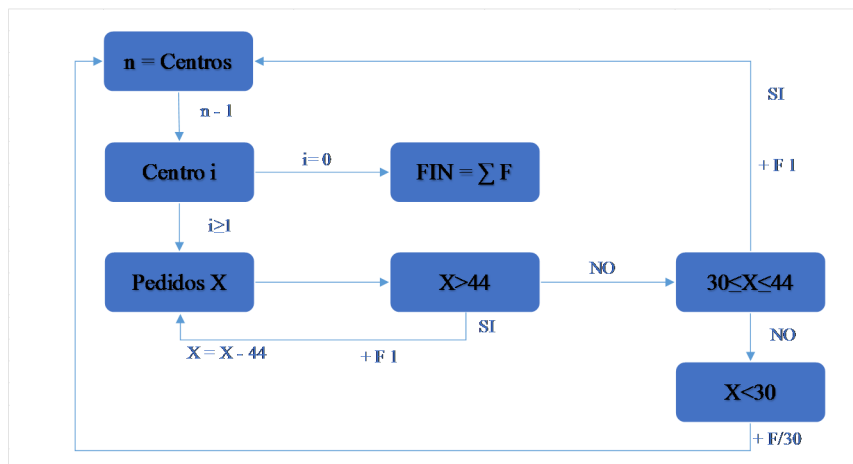 n = Centros
SI
n - 1
i= 0
Centro i
FIN = ∑ F
+ F 1
i≥1
Pedidos X
X>44
NO
30≤X≤44
SI
NO
X = X - 44
+ F 1
X<30
+ F/30